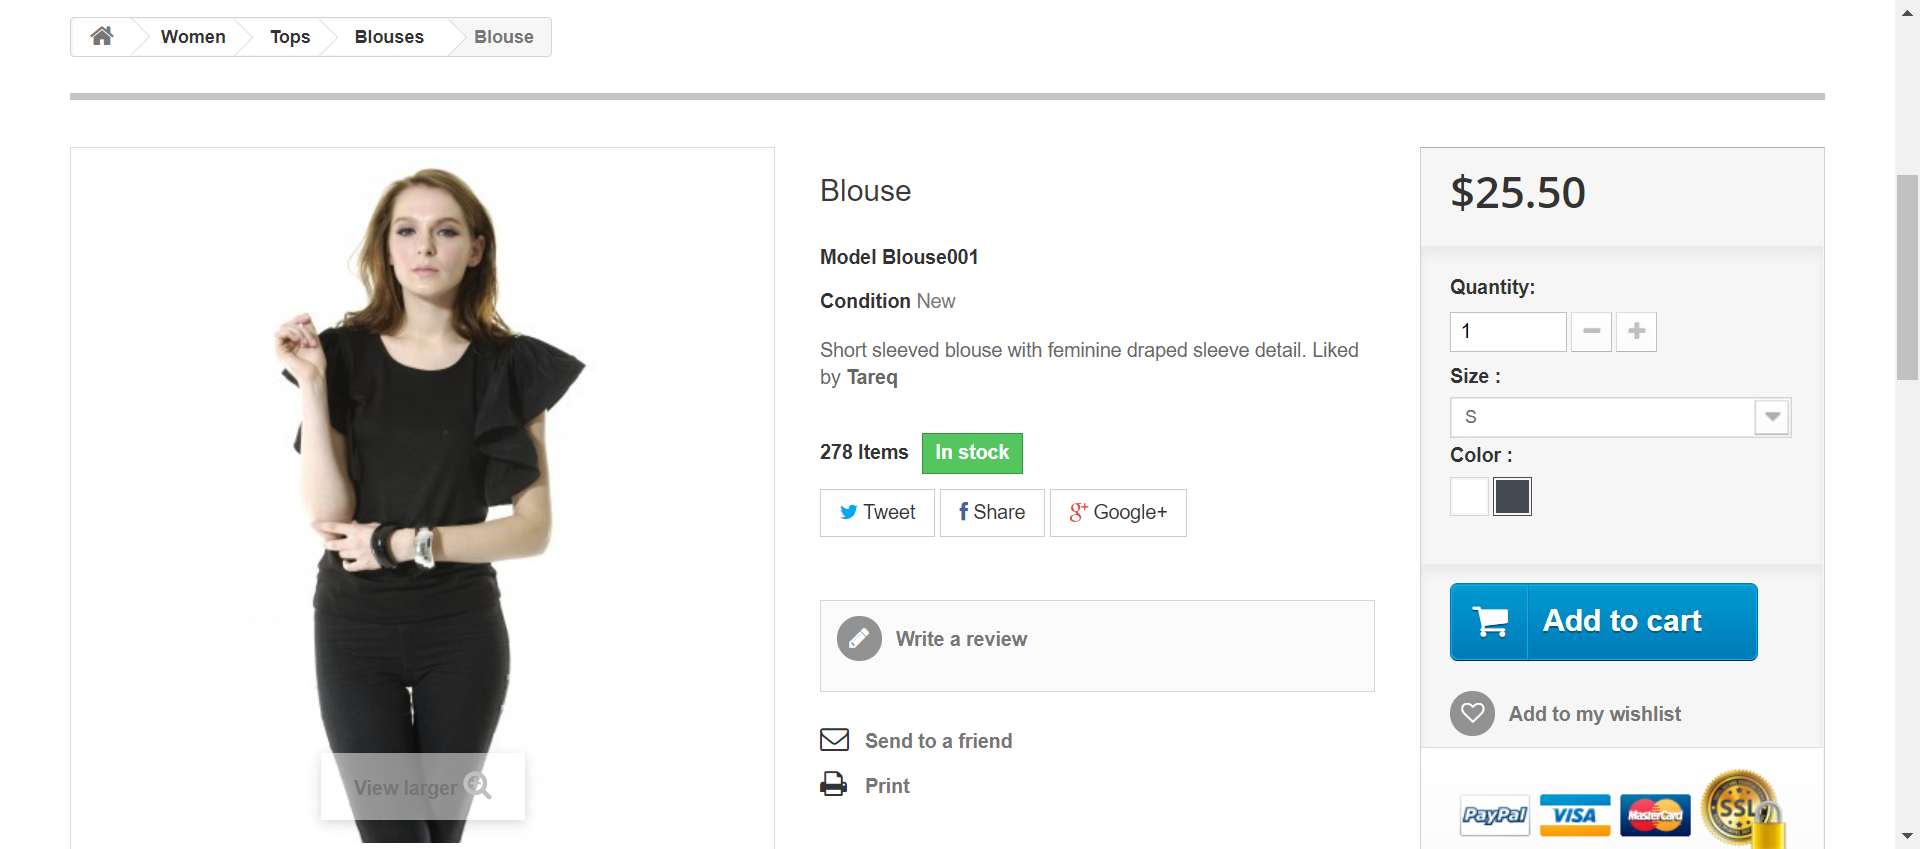 Women
Tops
Blouses
Blouse
Blouse
Model Blouse001
Condition New
Short sleeved blouse with feminine draped sleeve detail. Liked
by Tareq
278 Items In stock
Tweet
Share
Google+
Write a review
Send to a friend
Print
View larger
$25.50
Quantity:
1
Size :
S
Color :
Add to cart
Add to my wishlist
PayPal VISA MasterCard SSL